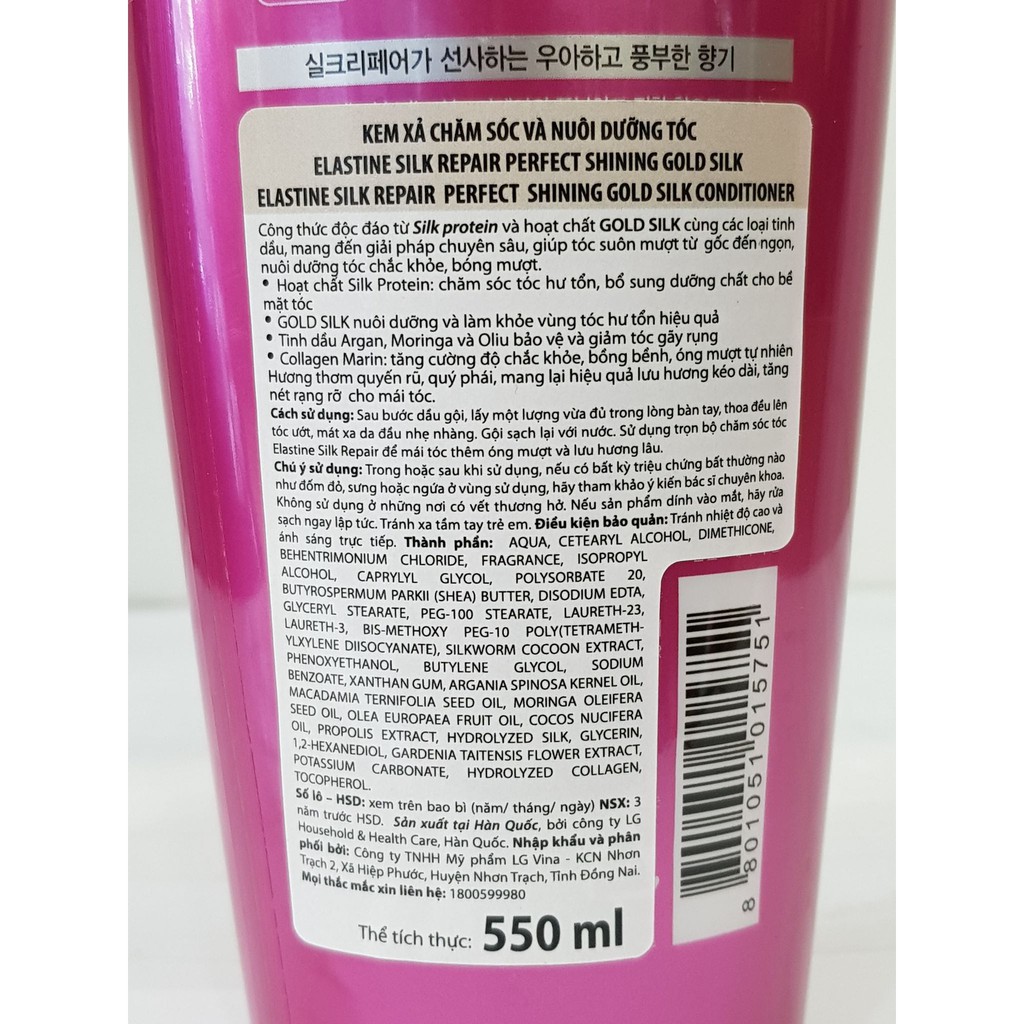 실크리페어가 선사하는 우아하고 풍부한 향기
KEM XẢ CHĂM SÓC VÀ NUÔI DƯỠNG TÓC
ELASTINE SILK REPAIR PERFECT SHINING GOLD SILK
ELASTINE SILK REPAIR PERFECT SHINING GOLD SILK CONDITIONER
Công thức độc đáo từ Silk protein và hoạt chất GOLD SILK cùng các loại tinh
dầu, mang đến giải pháp chuyên sâu, giúp tóc suôn mượt từ gốc đến ngọn,
nuôi dưỡng tóc chắc khỏe, bóng mượt.
• Hoạt chất Silk Protein: chăm sóc tóc hư tổn, bổ sung dưỡng chất cho bề
mặt tóc
• GOLD SILK nuôi dưỡng và làm khỏe vùng tóc hư tổn hiệu quả
• Tinh dầu Argan, Moringa và Oliu bảo vệ và giảm tóc gãy rụng
• Collagen Marin: tăng cường độ chắc khỏe, bồng bềnh, óng mượt tự nhiên
Hương thơm quyến rũ, quý phái, mang lại hiệu quả lưu hương kéo dài, tăng
nét rạng rỡ cho mái tóc.
Cách sử dụng: Sau bước dầu gội, lấy một lượng vừa đủ trong lòng bàn tay, thoa đều lên
tóc ướt, mát xa da đầu nhẹ nhàng. Gội sạch lại với nước. Sử dụng trọn bộ chăm sóc tóc
Elastine Silk Repair để mái tóc thêm óng mượt và lưu hương lâu.
Chú ý sử dụng: Trong hoặc sau khi sử dụng, nếu có bất kỳ triệu chứng bất thường nào
như đốm đỏ, sưng hoặc ngứa ở vùng sử dụng, hãy tham khảo ý kiến bác sĩ chuyên khoa.
Không sử dụng ở những nơi có vết thương hở. Nếu sản phẩm dính vào mắt, hãy rửa
sạch ngay lập tức. Tránh xa tầm tay trẻ em. Điều kiện bảo quản: Tránh nhiệt độ cao và
ánh sáng trực tiếp. Thành phần: AQUA, CETEARYL ALCOHOL, DIMETHICONE,
BEHENTRIMONIUM CHLORIDE, FRAGRANCE, ISOPROPYL
ALCOHOL, CAPRYLYL GLYCOL, POLYSORBATE 20,
BUTYROSPERMUM PARKII (SHEA) BUTTER, DISODIUM EDTA,
GLYCERYL STEARATE, PEG-100 STEARATE, LAURETH-23,
LAURETH-3, BIS-METHOXY PEG-10 POLY(TETRAMETH-
YLXYLENE DIISOCYANATE), SILKWORM COCOON EXTRACT,
PHENOXYETHANOL, BUTYLENE GLYCOL, SODIUM
BENZOATE, XANTHAN GUM, ARGANIA SPINOSA KERNEL OIL,
MACADAMIA TERNIFOLIA SEED OIL, MORINGA OLEIFERA
SEED OIL, OLEA EUROPAEA FRUIT OIL, COCOS NUCIFERA
OIL, PROPOLIS EXTRACT, HYDROLYZED SILK, GLYCERIN,
1,2-HEXANEDIOL, GARDENIA TAITENSIS FLOWER EXTRACT,
POTASSIUM CARBONATE, HYDROLYZED COLLAGEN,
TOCOPHEROL.
Số lô – HSD: xem trên bao bì (năm/ tháng/ ngày) NSX: 3
năm trước HSD. Sản xuất tại Hàn Quốc, bởi công ty LG
Household & Health Care, Hàn Quốc. Nhập khẩu và phân
phối bởi: Công ty TNHH Mỹ phẩm LG Vina - KCN Nhơn
Trạch 2, Xã Hiệp Phước, Huyện Nhơn Trạch, Tỉnh Đồng Nai.
Mọi thắc mắc xin liên hệ: 1800599980
Thể tích thực: 550 ml
8 801051 015751